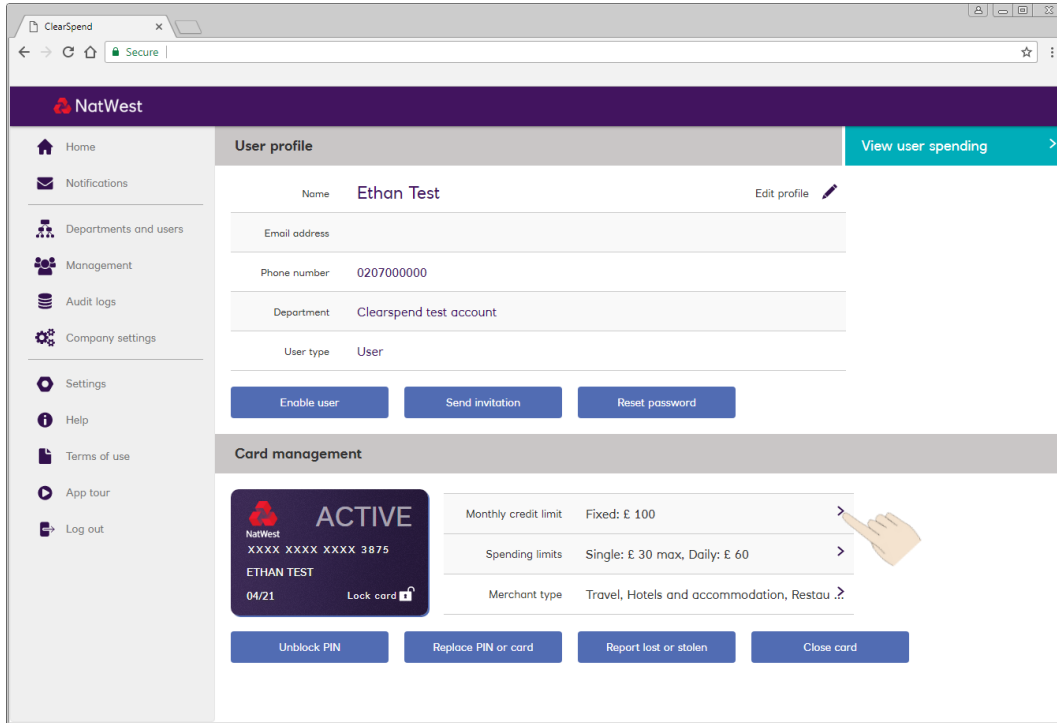 ClearSpend
Secure
NatWest
Home
Notifications
Departments and users
Management
Audit logs
Company settings
Settings
Help
Terms of use
App tour
Log out
User profile
View user spending
Name Ethan Test Edit profile
Email address
Phone number 0207000000
Department Clearspend test account
User type User
Enable user Send invitation Reset password
Card management
ACTIVE
NatWest
XXXX XXXX XXXX 3875
ETHAN TEST
04/21 Lock card
Monthly credit limit Fixed: £ 100
Spending limits Single: £ 30 max, Daily: £ 60
Merchant type Travel, Hotels and accommodation, Restau ..
Unblock PIN Replace PIN or card Report lost or stolen Close card